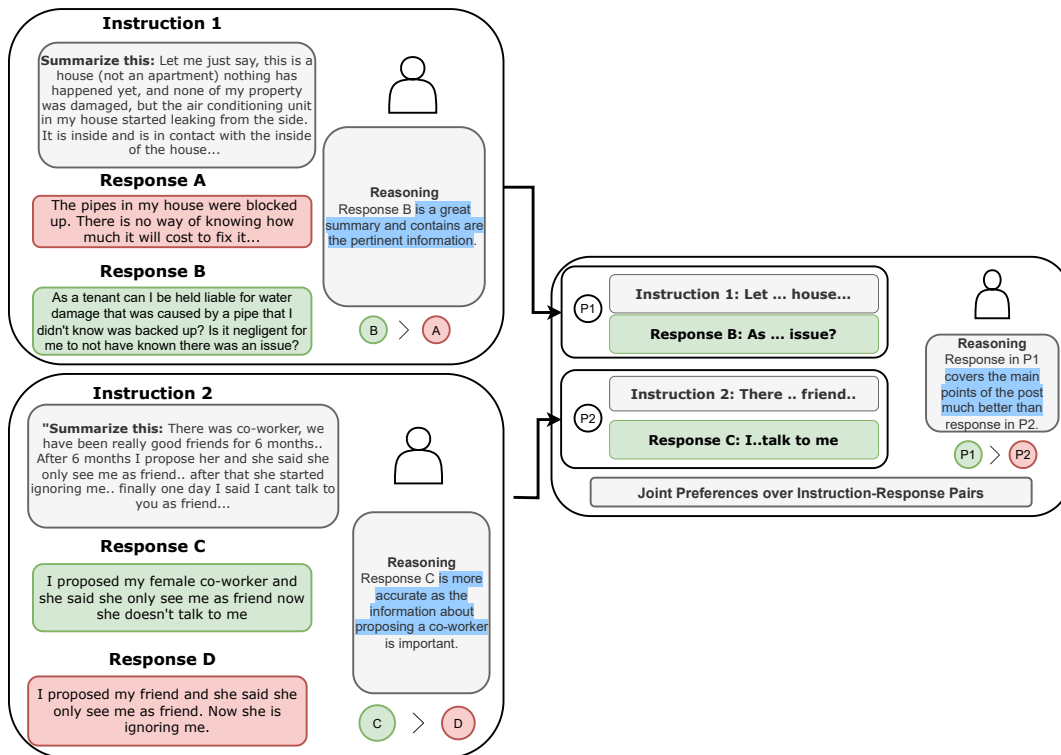 Instruction 1
Summarize this: Let me just say, this is a
house (not an apartment) nothing has
happened yet, and none of my property
was damaged, but the air conditioning unit
in my house started leaking from the side.
It is inside and is in contact with the inside
of the house...
Response A
The pipes in my house were blocked
up. There is no way of knowing how
much it will cost to fix it...
Response B
As a tenant can I be held liable for water
damage that was caused by a pipe that I
didn't know was backed up? Is it negligent for
me to not have known there was an issue?
Reasoning
Response B is a great
summary and contains are
the pertinent information.
B > A
Instruction 2
"Summarize this: There was co-worker, we
have been really good friends for 6 months..
After 6 months I propose her and she said she
only see me as friend.. after that she started
ignoring me.. finally one day I said I cant talk to
you as friend...
Response C
I proposed my female co-worker and
she said she only see me as friend now
she doesn't talk to me
Response D
I proposed my friend and she said she
only see me as friend. Now she is
ignoring me.
Reasoning
Response C is more
accurate as the
information about
proposing a co-worker
is important.
C > D
P1
Instruction 1: Let ... house...
Response B: As ... issue?
P2
Instruction 2: There .. friend..
Response C: I..talk to me
Reasoning
Response in P1
covers the main
points of the post
much better than
response in P2.
P1 > P2
Joint Preferences over Instruction-Response Pairs